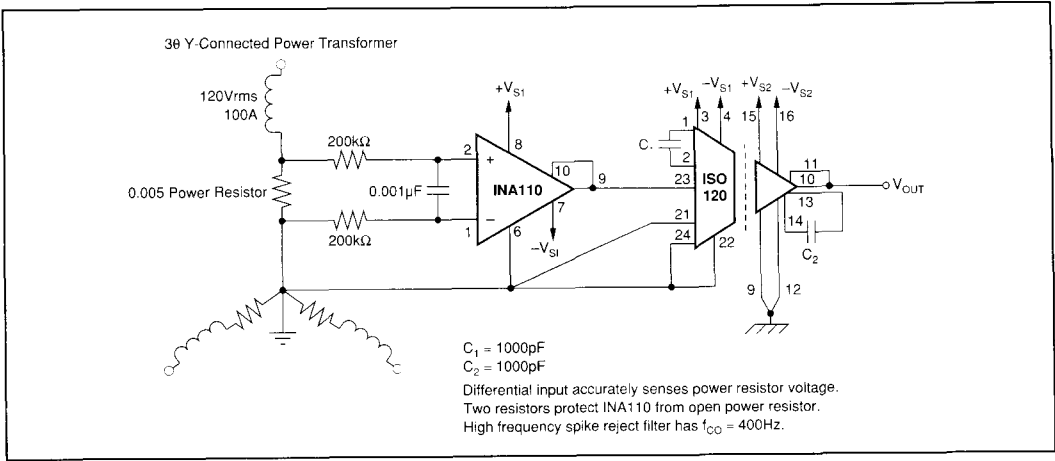 3θ Y-Connected Power Transformer
120Vrms
100A
200kΩ
0.005 Power Resistor
0.001µF
200kΩ
+VS1
8
2
+
INA110
10
9
−
7
1
6
−VSI
+VS1
−VS1
+VS2
−VS2
3
4
15
16
1
C.
2
ISO
120
23
21
24
22
11
10
VOUT
13
14
C2
9
12
C1 = 1000pF
C2 = 1000pF
Differential input accurately senses power resistor voltage.
Two resistors protect INA110 from open power resistor.
High frequency spike reject filter has fCO = 400Hz.